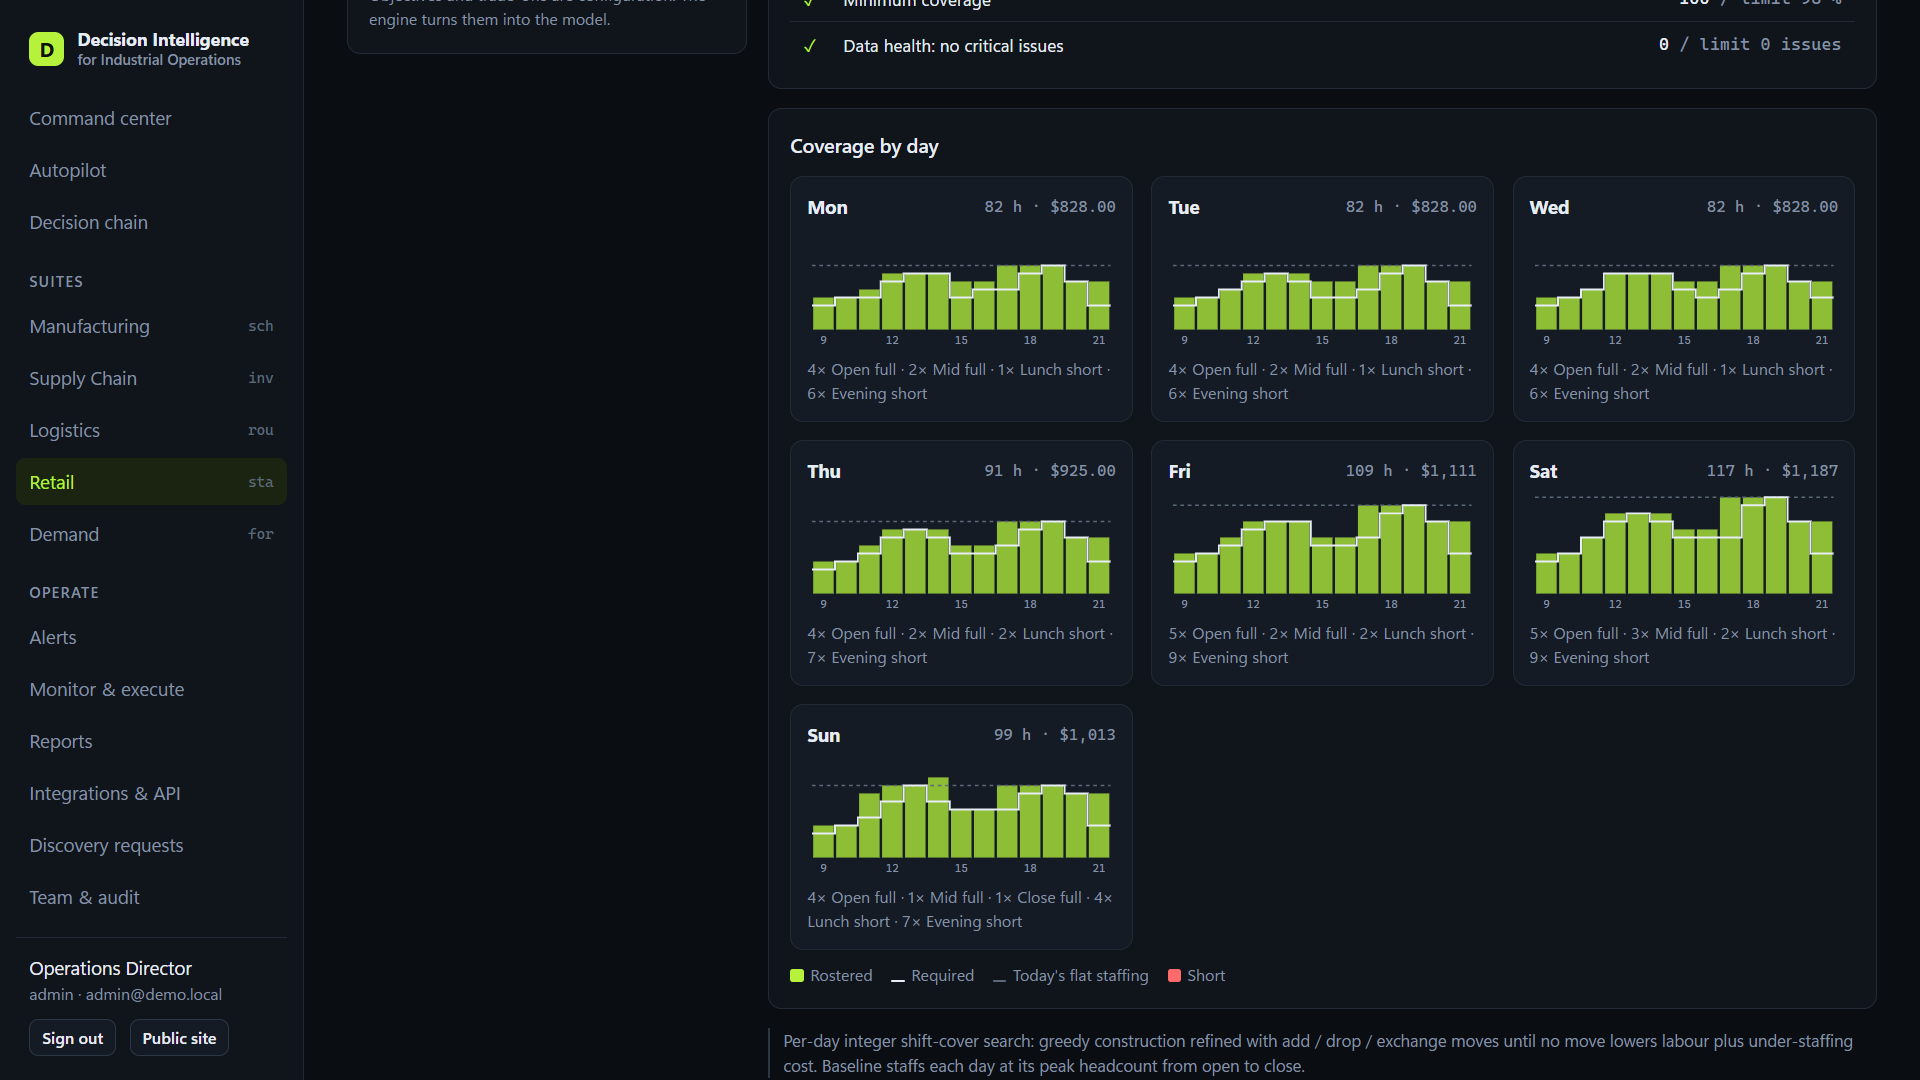 D
Decision Intelligence
for Industrial Operations
Command center
Autopilot
Decision chain
SUITES
Manufacturing sch
Supply Chain inv
Logistics rou
Retail sta
Demand for
OPERATE
Alerts
Monitor & execute
Reports
Integrations & API
Discovery requests
Team & audit
Operations Director
admin · admin@demo.local
Sign out Public site
engine turns them into the model.
Minimum coverage
✓ Data health: no critical issues 0 / limit 0 issues
Coverage by day
Mon 82 h · $828.00
9 12 15 18 21
4× Open full · 2× Mid full · 1× Lunch short ·
6× Evening short
Tue 82 h · $828.00
9 12 15 18 21
4× Open full · 2× Mid full · 1× Lunch short ·
6× Evening short
Wed 82 h · $828.00
9 12 15 18 21
4× Open full · 2× Mid full · 1× Lunch short ·
6× Evening short
Thu 91 h · $925.00
9 12 15 18 21
4× Open full · 2× Mid full · 2× Lunch short ·
7× Evening short
Fri 109 h · $1,111
9 12 15 18 21
5× Open full · 2× Mid full · 2× Lunch short ·
9× Evening short
Sat 117 h · $1,187
9 12 15 18 21
5× Open full · 3× Mid full · 2× Lunch short ·
9× Evening short
Sun 99 h · $1,013
9 12 15 18 21
4× Open full · 1× Mid full · 1× Close full · 4×
Lunch short · 7× Evening short
Rostered Required Today's flat staffing Short
Per-day integer shift-cover search: greedy construction refined with add / drop / exchange moves until no move lowers labour plus under-staffing
cost. Baseline staffs each day at its peak headcount from open to close.